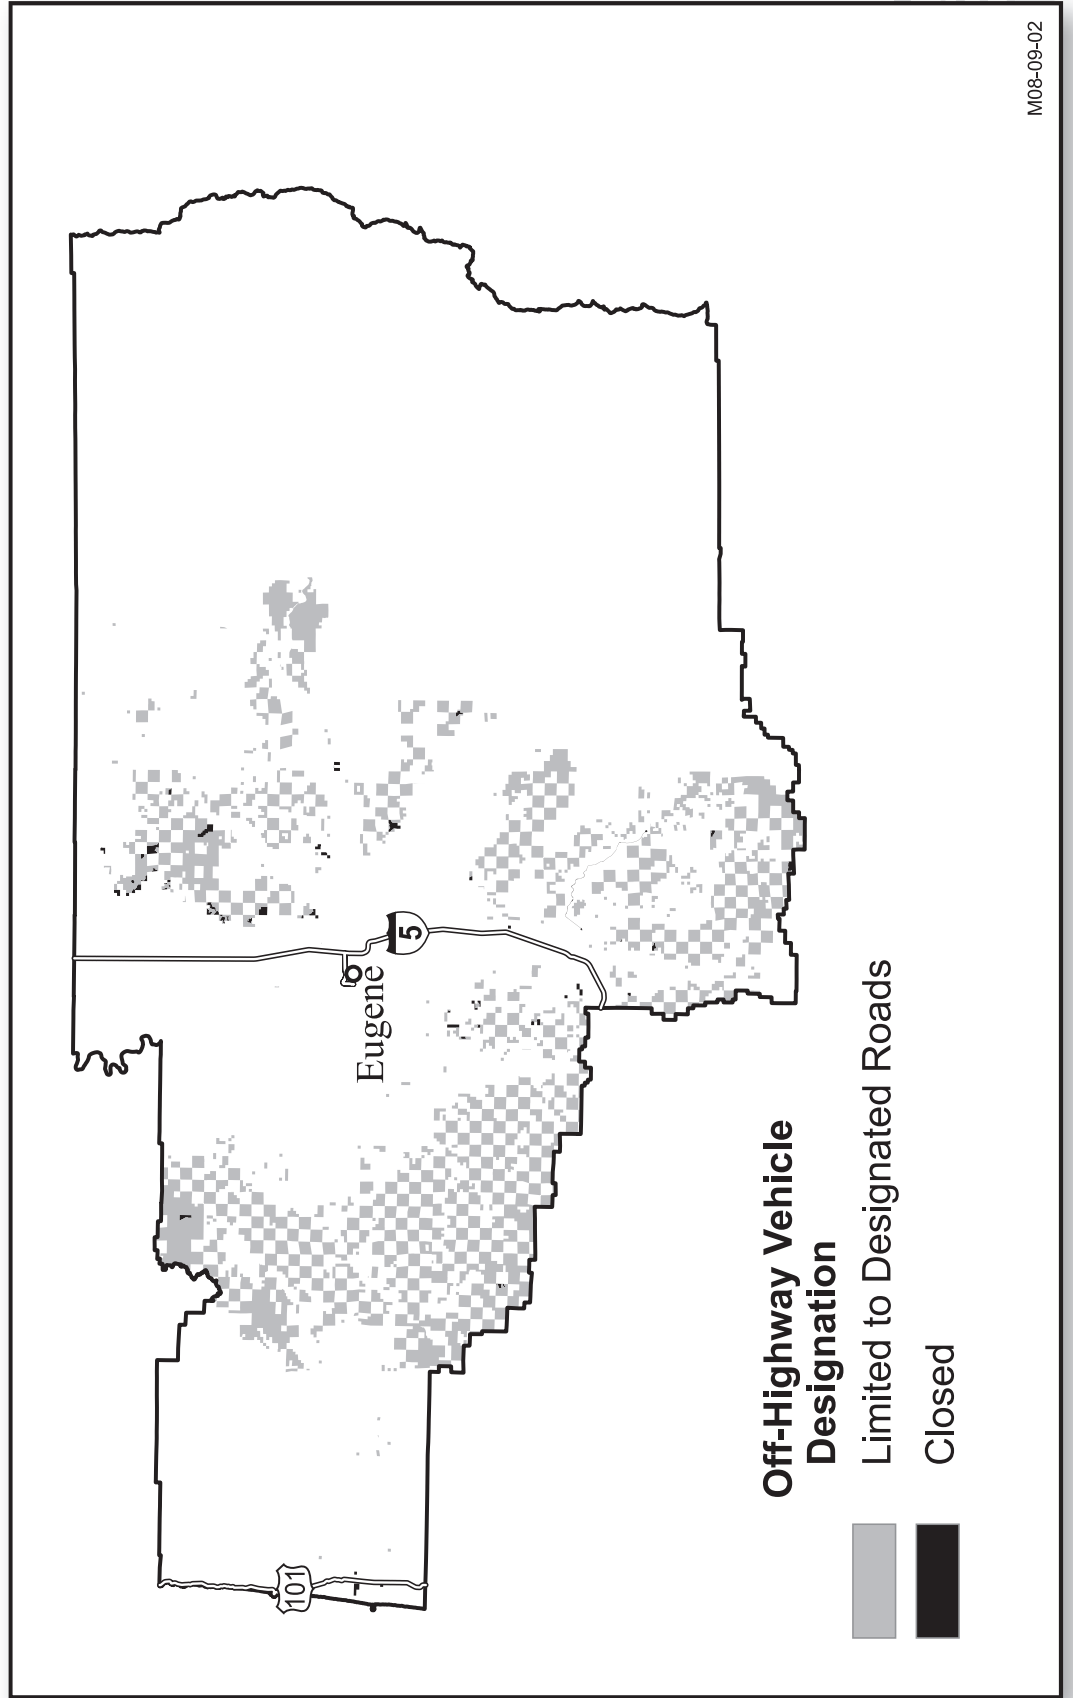 101
5
Eugene
Off-Highway Vehicle
Designation
Limited to Designated Roads
Closed
M08-09-02